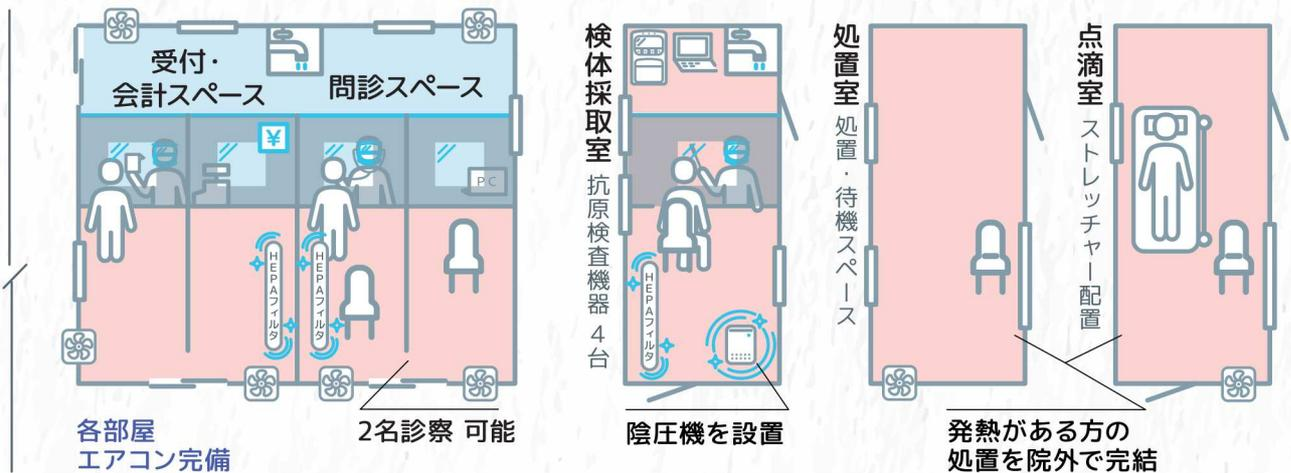 受付・
会計スペース
問診スペース
¥
PC
HEPAフィルタ
HEPAフィルタ
各部屋
エアコン完備
2名診察 可能
検体採取室 抗原検査機器 4台
HEPAフィルタ
陰圧機を設置
処置室 処置・待機スペース
点滴室 ストレッチャー配置
発熱がある方の
処置を院外で完結